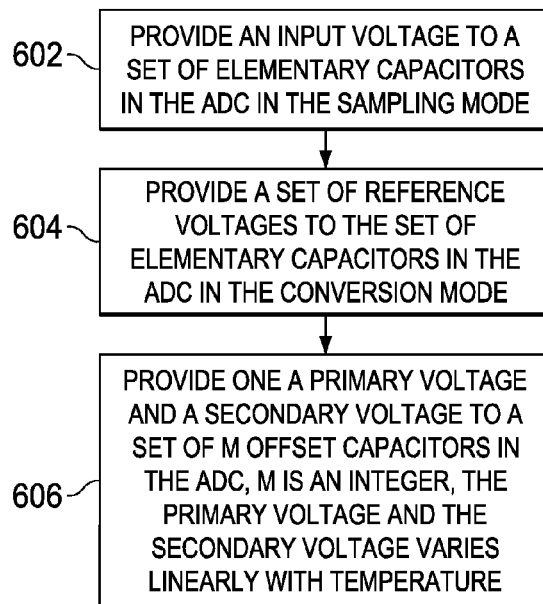 602
PROVIDE AN INPUT VOLTAGE TO A
SET OF ELEMENTARY CAPACITORS
IN THE ADC IN THE SAMPLING MODE
604
PROVIDE A SET OF REFERENCE
VOLTAGES TO THE SET OF
ELEMENTARY CAPACITORS IN THE
ADC IN THE CONVERSION MODE
606
PROVIDE ONE A PRIMARY VOLTAGE
AND A SECONDARY VOLTAGE TO A
SET OF M OFFSET CAPACITORS IN
THE ADC, M IS AN INTEGER, THE
PRIMARY VOLTAGE AND THE
SECONDARY VOLTAGE VARIES
LINEARLY WITH TEMPERATURE